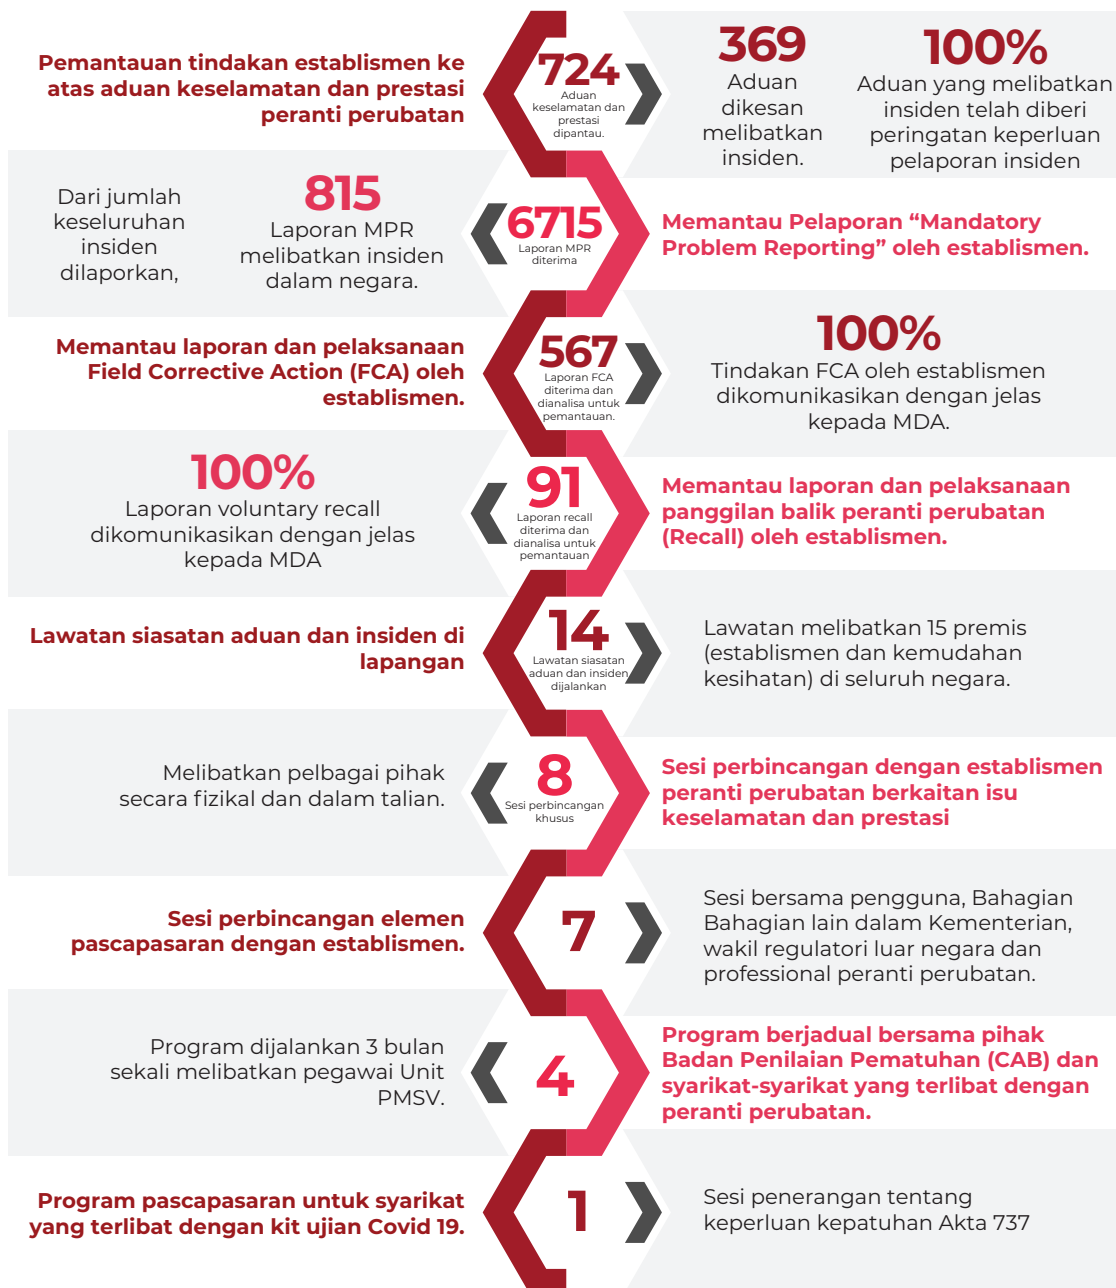 Pemantauan tindakan establismen ke
atas aduan keselamatan dan prestasi
peranti perubatan
724
Aduan
keselamatan dan
prestasi
dipantau.
369
Aduan
dikesan
melibatkan
insiden.
100%
Aduan yang melibatkan
insiden telah diberi
peringatan keperluan
pelaporan insiden
Dari jumlah
keseluruhan
insiden
dilaporkan,
815
Laporan MPR
melibatkan insiden
dalam negara.
6715
Laporan MPR
diterima
Memantau Pelaporan “Mandatory
Problem Reporting” oleh establismen.
Memantau laporan dan pelaksanaan
Field Corrective Action (FCA) oleh
establismen.
567
Laporan FCA
diterima dan
dianalisa untuk
pemantauan.
100%
Tindakan FCA oleh establismen
dikomunikasikan dengan jelas
kepada MDA.
100%
Laporan voluntary recall
dikomunikasikan dengan jelas
kepada MDA
91
Laporan recall
diterima dan
dianalisa untuk
pemantauan
Memantau laporan dan pelaksanaan
panggilan balik peranti perubatan
(Recall) oleh establismen.
Lawatan siasatan aduan dan insiden di
lapangan
14
Lawatan siasatan
aduan dan insiden
dijalankan
Lawatan melibatkan 15 premis
(establismen dan kemudahan
kesihatan) di seluruh negara.
Melibatkan pelbagai pihak
secara fizikal dan dalam talian.
8
Sesi perbincangan
khusus
Sesi perbincangan dengan establismen
peranti perubatan berkaitan isu
keselamatan dan prestasi
Sesi perbincangan elemen
pascapasaran dengan establismen.
7
Sesi bersama pengguna, Bahagian
Bahagian lain dalam Kementerian,
wakil regulatori luar negara dan
professional peranti perubatan.
Program dijalankan 3 bulan
sekali melibatkan pegawai Unit
PMSV.
4
Program berjadual bersama pihak
Badan Penilaian Pematuhan (CAB) dan
syarikat-syarikat yang terlibat dengan
peranti perubatan.
Program pascapasaran untuk syarikat
yang terlibat dengan kit ujian Covid 19.
1
Sesi penerangan tentang
keperluan kepatuhan Akta 737